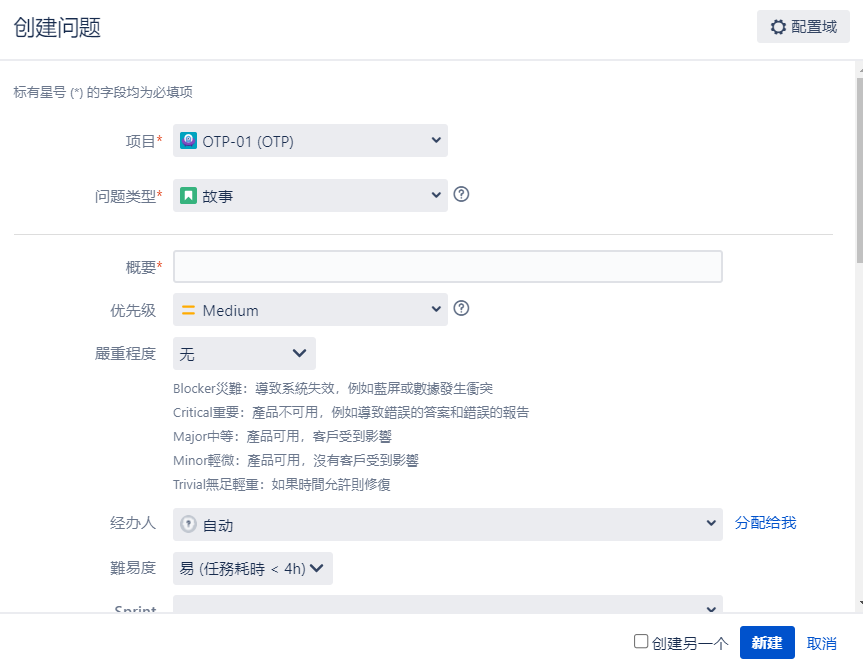 创建问题
配置域
标有星号 (*) 的字段均为必填项
项目* OTP-01 (OTP)
问题类型* 故事
概要*
优先级 Medium
嚴重程度 无
Blocker災難：導致系統失效，例如藍屏或數據發生衝突
Critical重要：產品不可用，例如導致錯誤的答案和錯誤的報告
Major中等：產品可用，客戶受到影響
Minor輕微：產品可用，沒有客戶受到影響
Trivial無足輕重：如果時間允許則修復
经办人 自动 分配给我
難易度 易 (任務耗時 < 4h)
Sprint
创建另一个 新建 取消